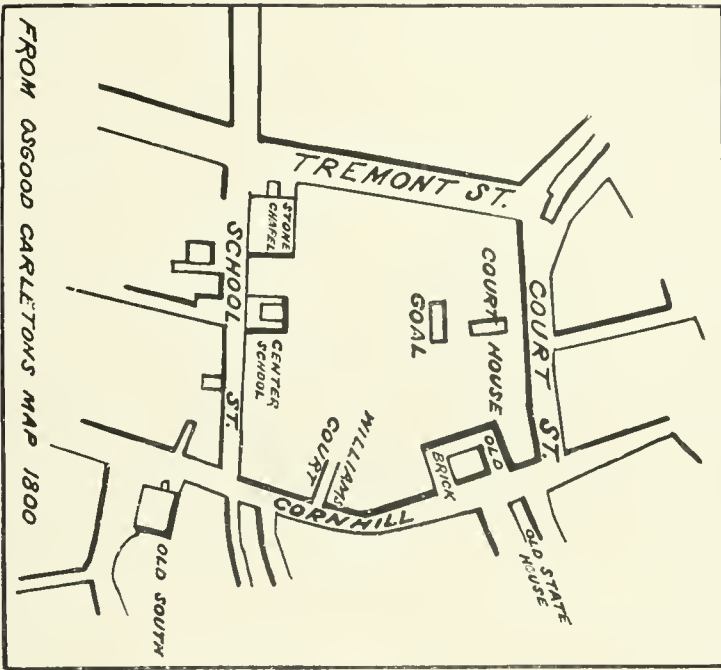 TREMONT ST.
COURT ST.
COURT HOUSE
GOAL
STONE
CHAPEL
SCHOOL ST.
CENTER
SCHOOL
WILLIAMS
COURT
OLD
BRICK
CORNHILL
OLD STATE
HOUSE
OLD SOUTH
FROM OSGOOD CARLETONS MAP 1800